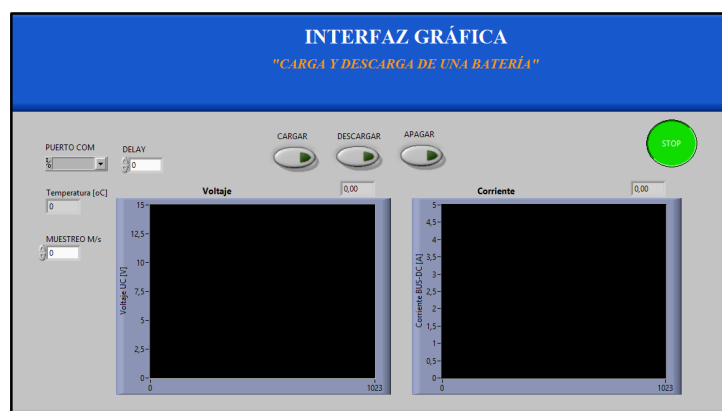 INTERFAZ GRÁFICA
"CARGA Y DESCARGA DE UNA BATERÍA"
PUERTO COM
DELAY
CARGAR
DESCARGAR
APAGAR
STOP
0
Temperatura [oC]
0
Voltaje
0,00
Corriente
0,00
MUESTREO M/s
0
Voltaje UC [V]
15
12,5
10
7,5
5
2,5
0
0
1023
Corriente BUS-DC [A]
5
4,5
4
3,5
3
2,5
2
1,5
1
0,5
0
0
1023